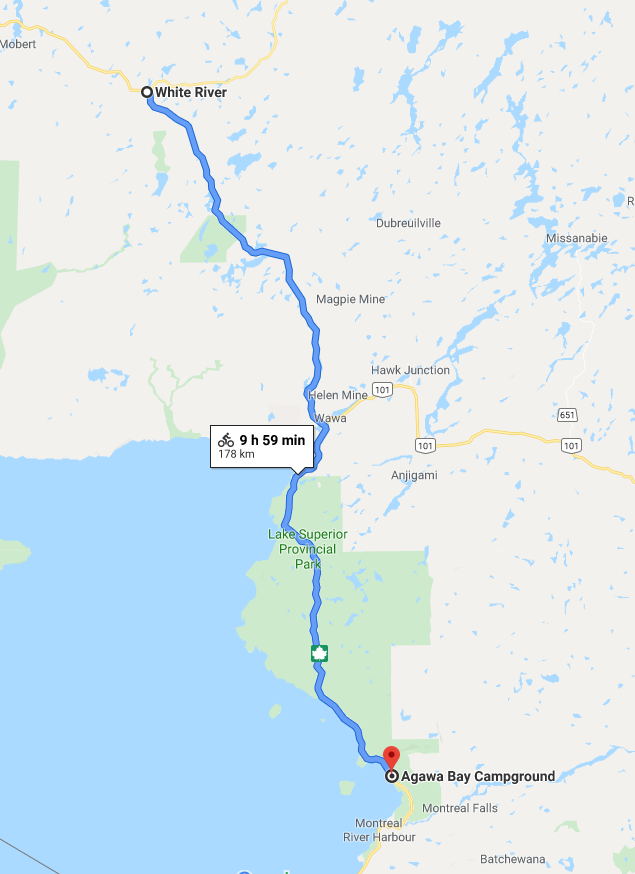 Mobert
White River
Dubreuilville
Missanabie
Magpie Mine
Hawk Junction
101
Helen Mine
Wawa
651
9 h 59 min
178 km
101
101
Anjigami
Lake Superior
Provincial
Park
Agawa Bay Campground
Montreal Falls
Montreal
River Harbour
Batchewana